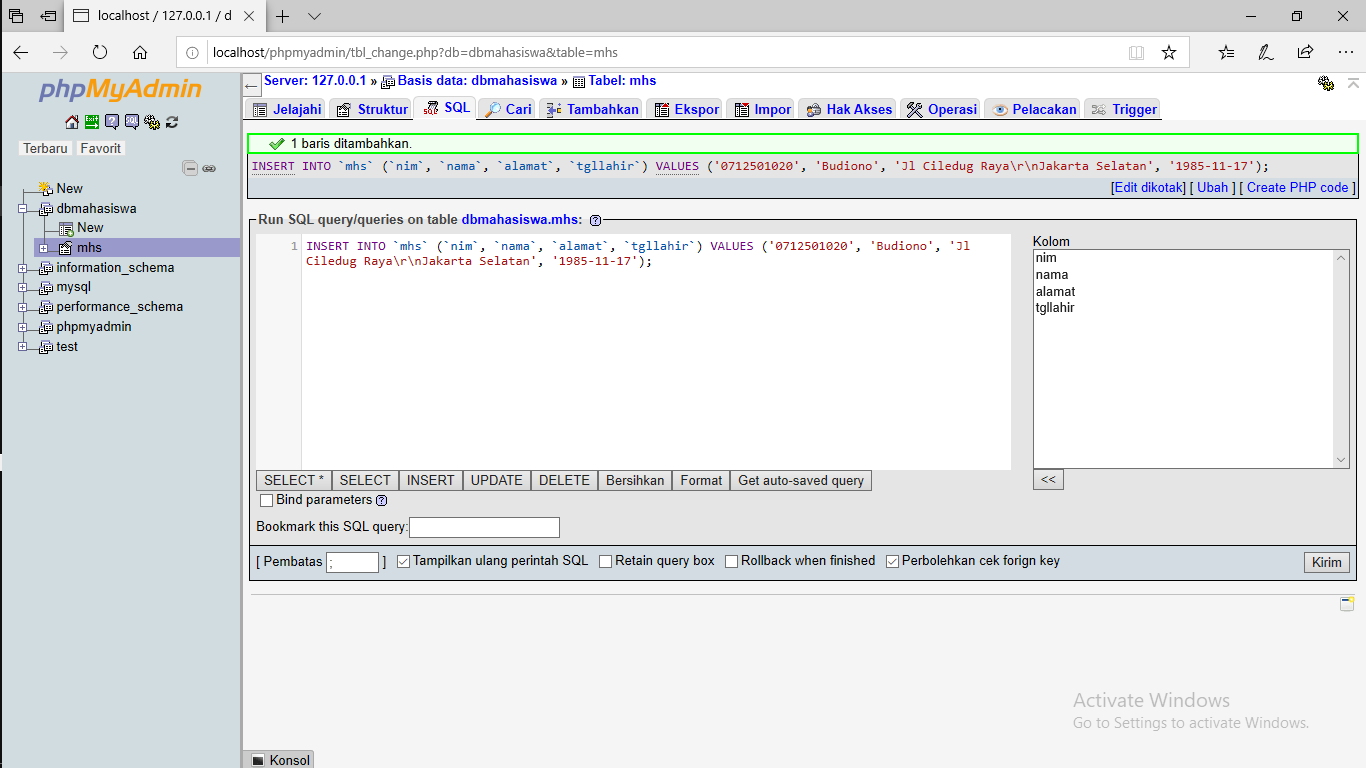 localhost / 127.0.0.1 / d
localhost/phpmyadmin/tbl_change.php?db=dbmahasiswa&table=mhs
phpMyAdmin
Terbaru Favorit
New
dbmahasiswa
New
mhs
information_schema
mysql
performance_schema
phpmyadmin
test
Server: 127.0.0.1 » Basis data: dbmahasiswa » Tabel: mhs
Jelajahi Struktur SQL Cari Tambahkan Ekspor Impor Hak Akses Operasi Pelacakan Trigger
1 baris ditambahkan.
INSERT INTO `mhs` (`nim`, `nama`, `alamat`, `tgllahir`) VALUES ('0712501020', 'Budiono', 'Jl Ciledug Raya\r\nJakarta Selatan', '1985-11-17');
[Edit dikotak] [ Ubah ] [ Create PHP code ]
Run SQL query/queries on table dbmahasiswa.mhs:
1 INSERT INTO `mhs` (`nim`, `nama`, `alamat`, `tgllahir`) VALUES ('0712501020', 'Budiono', 'Jl
Ciledug Raya\r\nJakarta Selatan', '1985-11-17');
Kolom
nim
nama
alamat
tgllahir
SELECT * SELECT INSERT UPDATE DELETE Bersihkan Format Get auto-saved query
<<
Bind parameters
Bookmark this SQL query:
[ Pembatas ; ] Tampilkan ulang perintah SQL Retain query box Rollback when finished Perbolehkan cek forign key Kirim
Activate Windows
Go to Settings to activate Windows.
Konsol